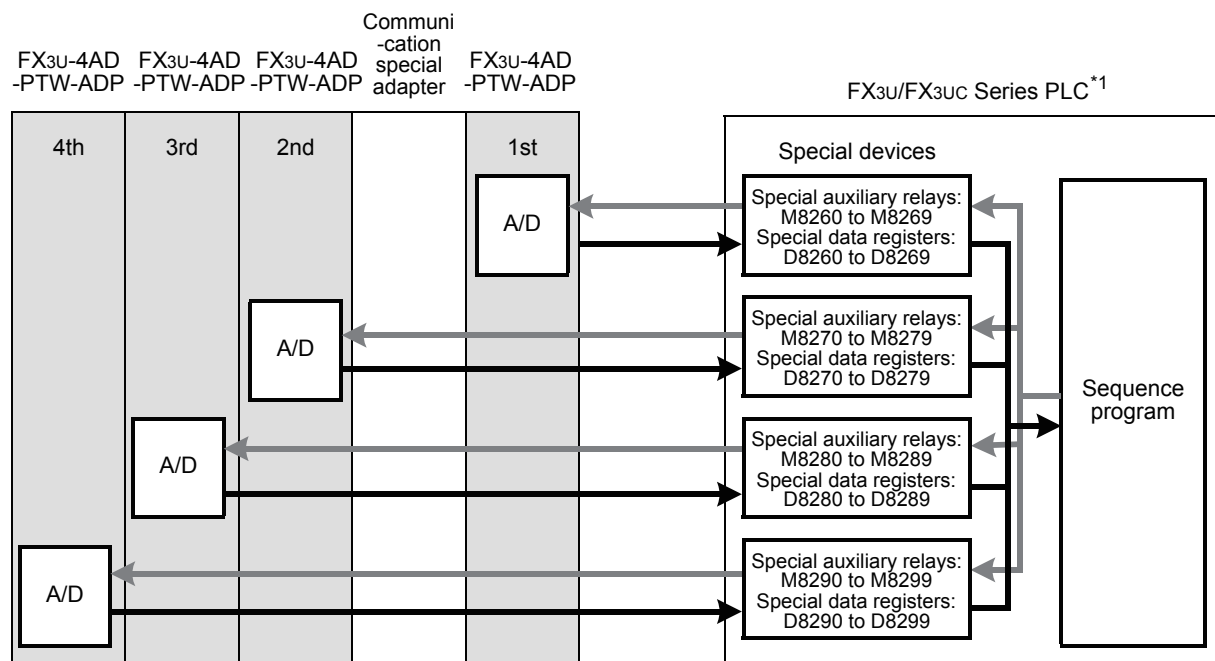 FX3U-4AD
-PTW-ADP
FX3U-4AD
-PTW-ADP
FX3U-4AD
-PTW-ADP
Communi
-cation
special
adapter
FX3U-4AD
-PTW-ADP
FX3U/FX3UC Series PLC*1
4th
3rd
2nd
1st
Special devices
A/D
Special auxiliary relays:
M8260 to M8269
Special data registers:
D8260 to D8269
A/D
Special auxiliary relays:
M8270 to M8279
Special data registers:
D8270 to D8279
Sequence
program
A/D
Special auxiliary relays:
M8280 to M8289
Special data registers:
D8280 to D8289
A/D
Special auxiliary relays:
M8290 to M8299
Special data registers:
D8290 to D8299